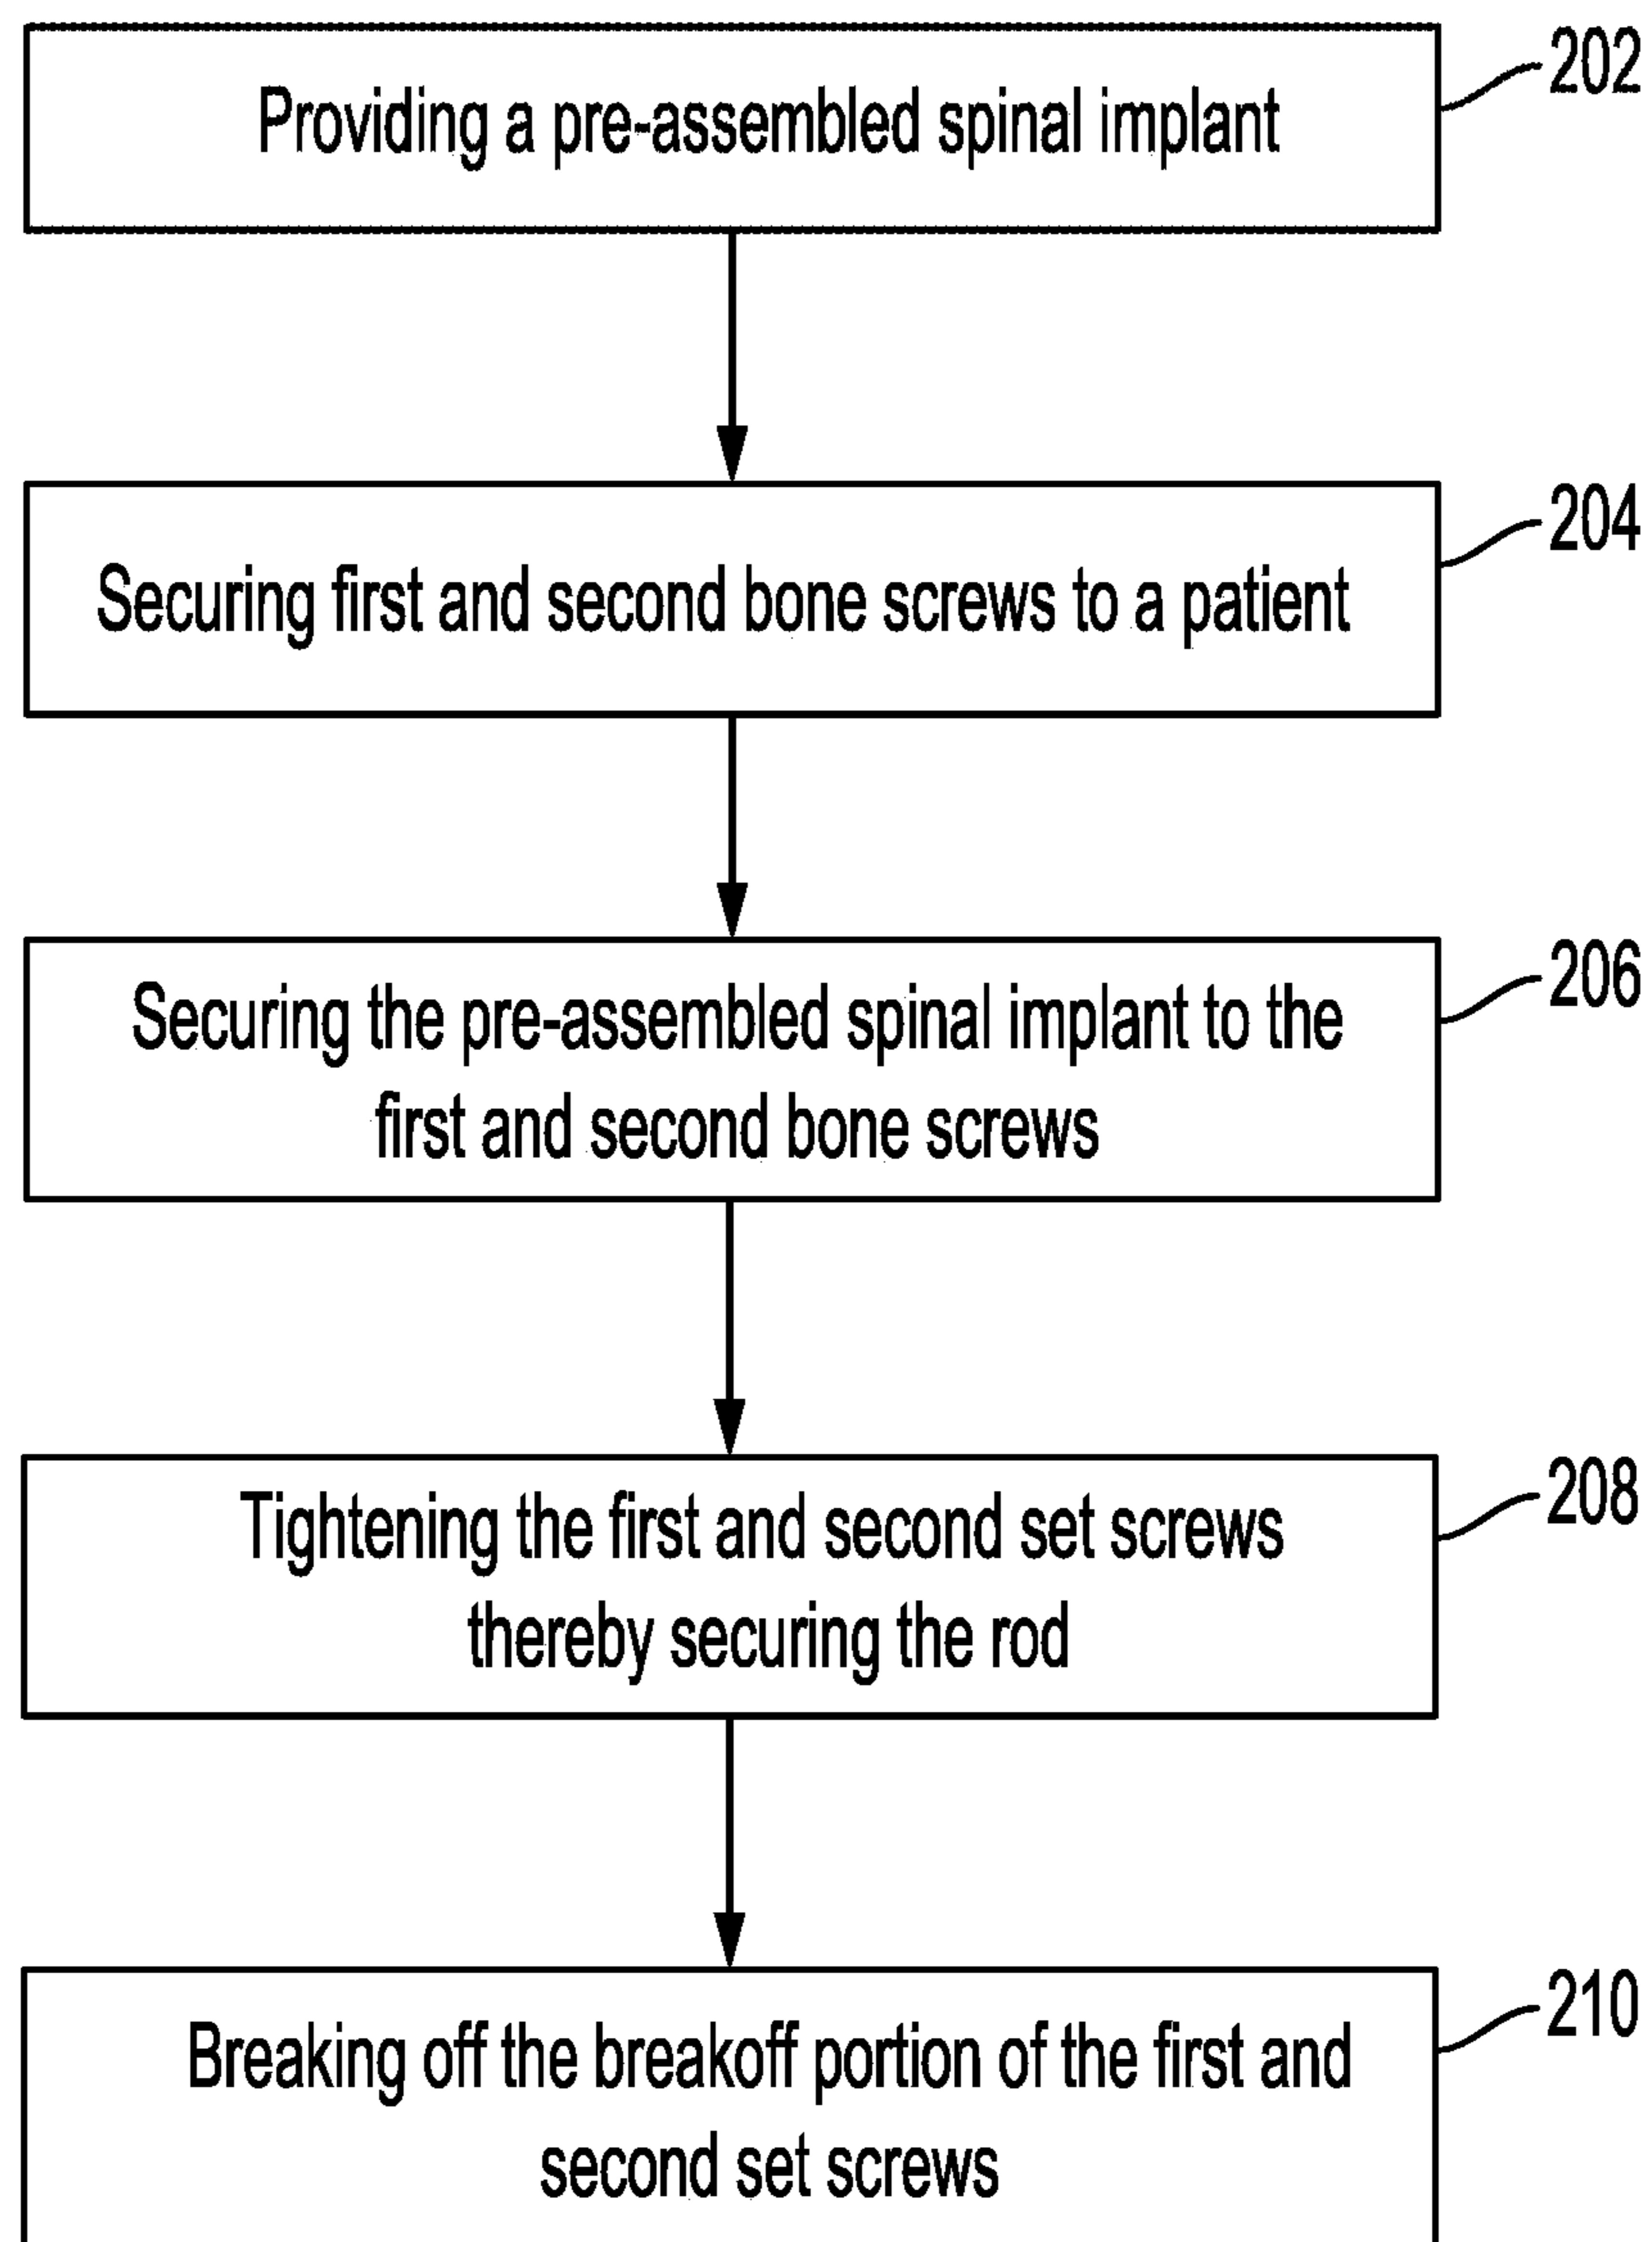 Providing a pre-assembled spinal implant
202
Securing first and second bone screws to a patient
204
Securing the pre-assembled spinal implant to the
first and second bone screws
206
Tightening the first and second set screws
thereby securing the rod
208
Breaking off the breakoff portion of the first and
second set screws
210